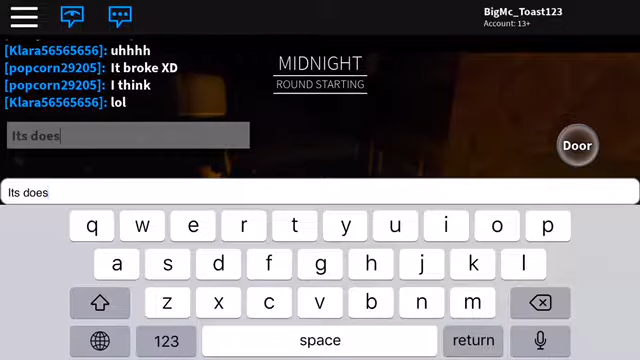 BigMc_Toast123
Account: 13+
[Klara56565656]: uhhhh
[popcorn29205]: It broke XD
[popcorn29205]: I think
[Klara56565656]: lol
MIDNIGHT
ROUND STARTING
Its does
Door
Its does
q w e r t y u i o p
a s d f g h j k l
z x c v b n m
123 space return